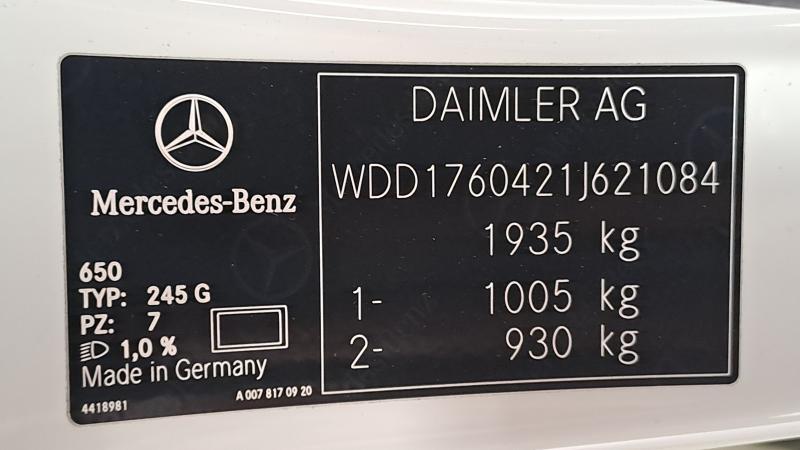 Mercedes-Benz
650
TYP: 245 G
PZ: 7
1,0 %
Made in Germany
4418981
A 007 817 09 20
DAIMLER AG
WDD1760421J621084
1935 kg
1- 1005 kg
2- 930 kg